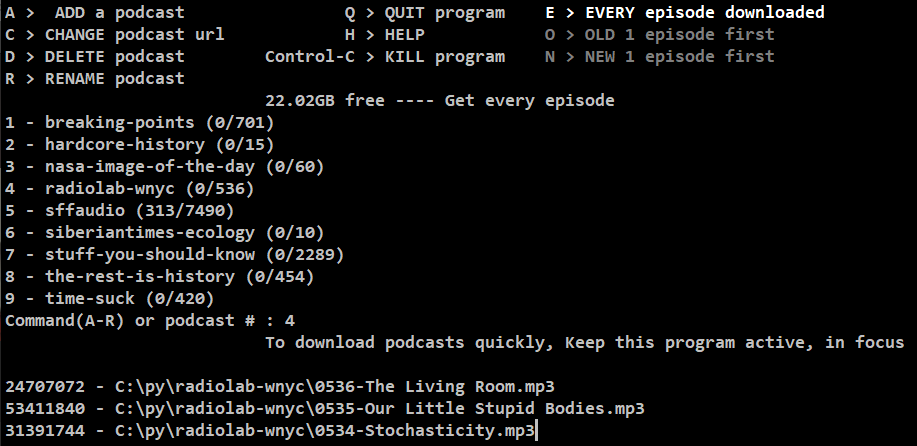 A >  ADD a podcast                Q > QUIT program    E > EVERY episode downloaded
C > CHANGE podcast url            H > HELP            O > OLD 1 episode first
D > DELETE podcast        Control-C > KILL program    N > NEW 1 episode first
R > RENAME podcast
                          22.02GB free ---- Get every episode
1 - breaking-points (0/701)
2 - hardcore-history (0/15)
3 - nasa-image-of-the-day (0/60)
4 - radiolab-wnyc (0/536)
5 - sffaudio (313/7490)
6 - siberiantimes-ecology (0/10)
7 - stuff-you-should-know (0/2289)
8 - the-rest-is-history (0/454)
9 - time-suck (0/420)
Command(A-R) or podcast # : 4
                          To download podcasts quickly, Keep this program active, in focus
24707072 - C:\py\radiolab-wnyc\0536-The Living Room.mp3
53411840 - C:\py\radiolab-wnyc\0535-Our Little Stupid Bodies.mp3
31391744 - C:\py\radiolab-wnyc\0534-Stochasticity.mp3